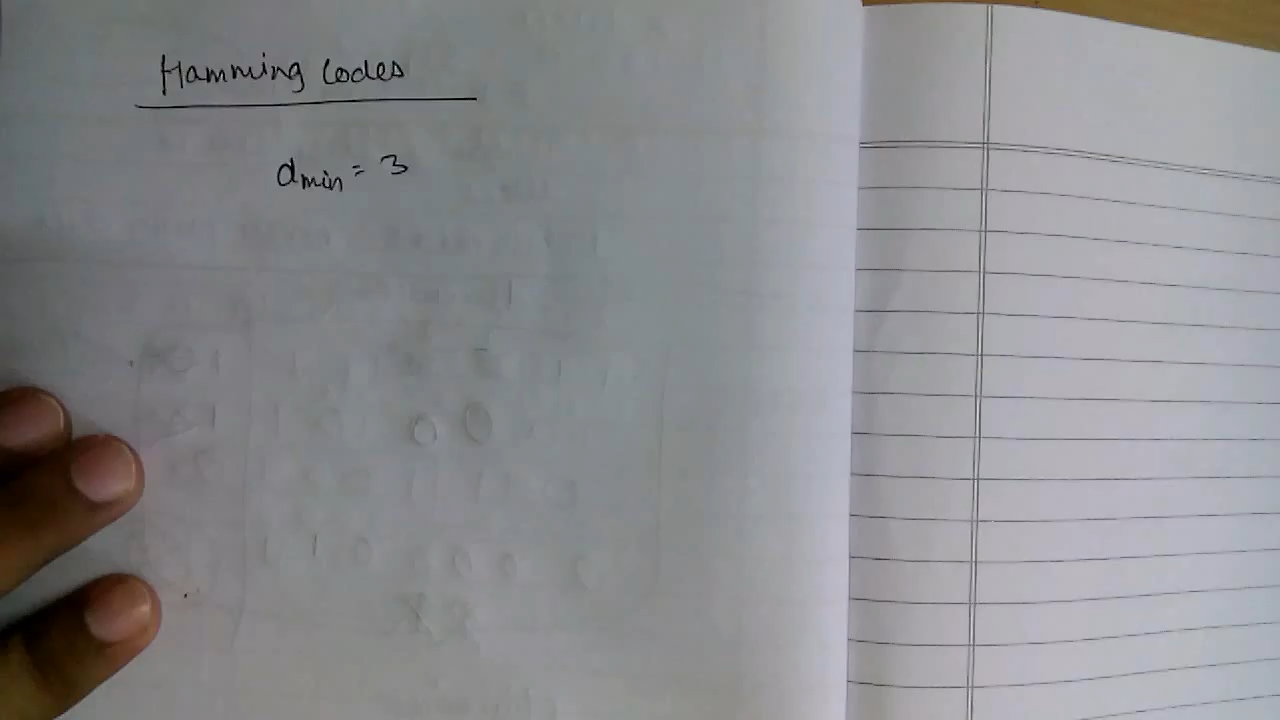 Hamming Codes
dmin = 3